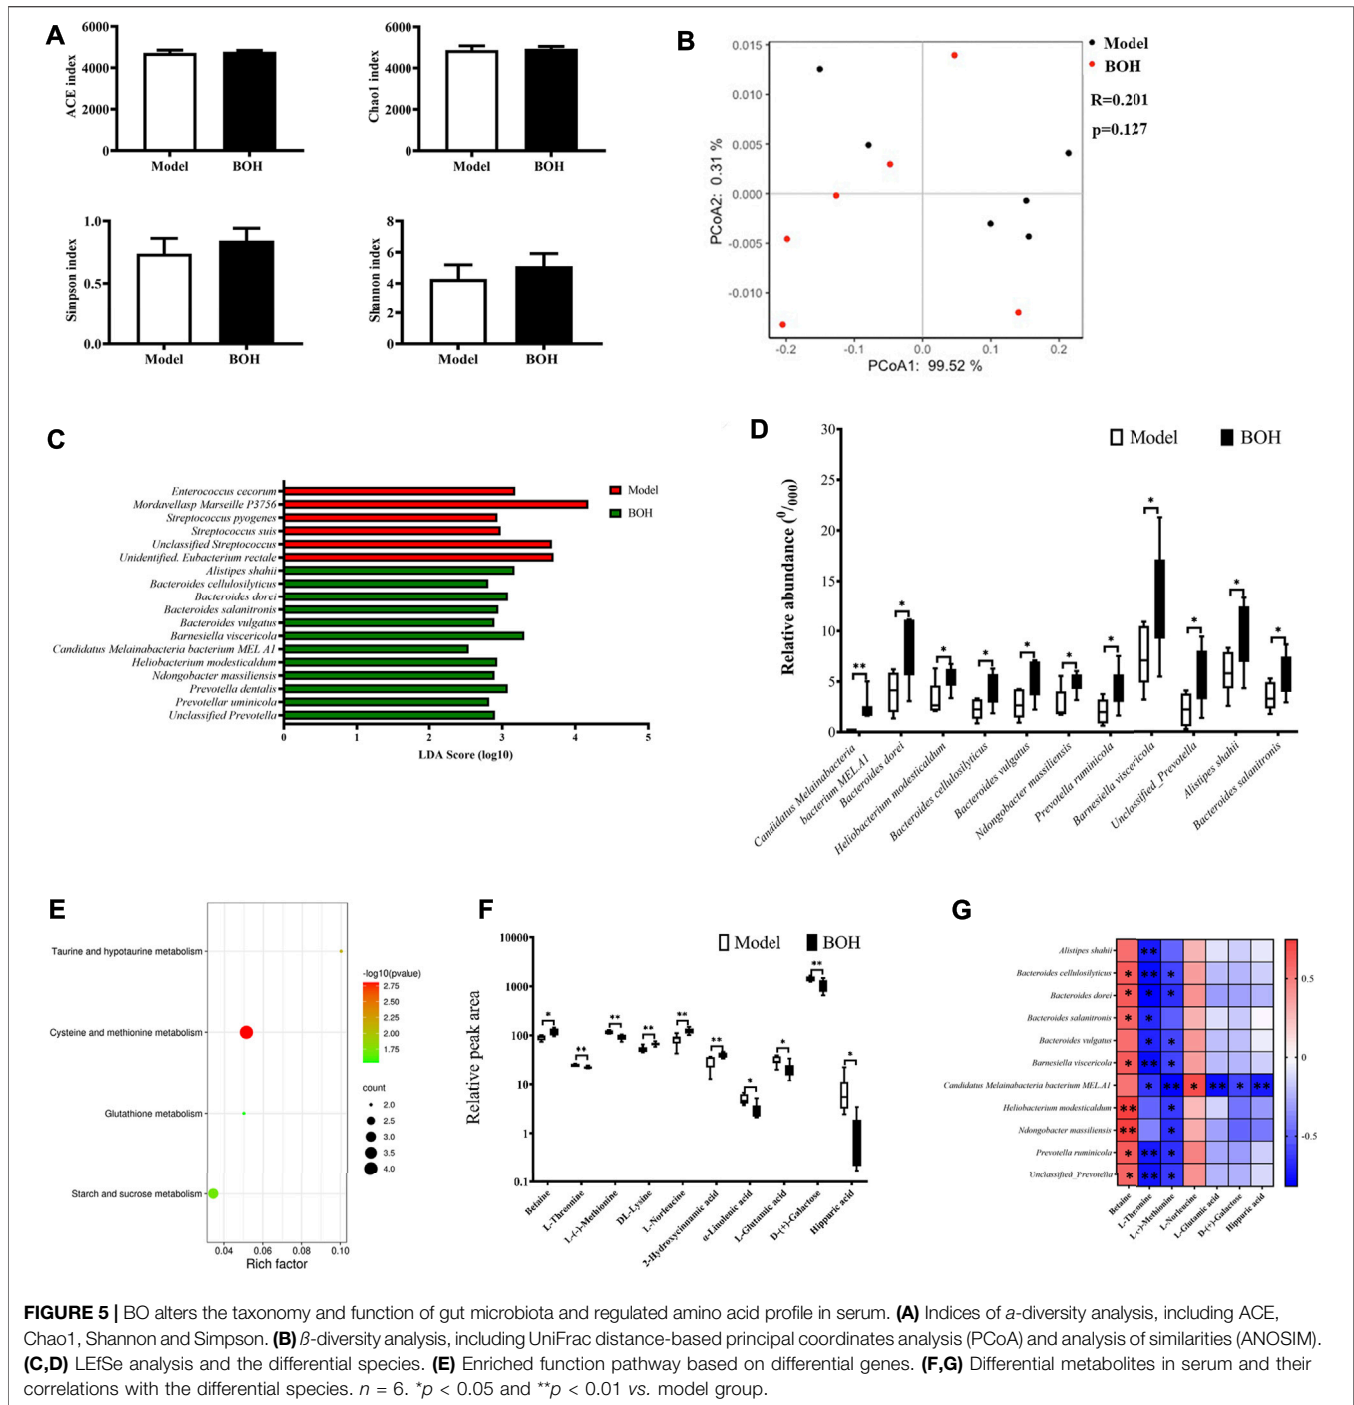 A
6000
4000
2000
0
ACE index
Model
BOH
6000
4000
2000
0
Chao1 index
Model
BOH
1.0
0.5
0.0
Simpson index
Model
BOH
8
6
4
2
0
Shannon index
Model
BOH
B
0.015
0.010
0.005
0.000
-0.005
-0.010
PCoA2: 0.31 %
-0.2
-0.1
0.0
0.1
0.2
PCoA1: 99.52 %
Model
BOH
R=0.201
p=0.127
C
Enterococcus cecorum
Mordavellasp Marseille P3756
Streptococcus pyogenes
Streptococcus suis
Unclassified Streptococcus
Unidentified. Eubacterium rectale
Alistipes shahii
Bacteroides cellulosilyticus
Bacteroides dorei
Bacteroides salanitronis
Bacteroides vulgatus
Barnesiella viscericola
Candidatus Melainabacteria bacterium MEL A1
Heliobacterium modesticaldum
Ndongobacter massiliensis
Prevotella dentalis
Prevotellar uminicola
Unclassified Prevotella
0
1
2
3
4
5
LDA Score (log10)
Model
BOH
D
30
25
20
15
10
5
0
Relative abundance (0/000)
Model
BOH
**
*
*
*
*
*
*
*
*
*
*
Candidatus Melainabacteria
bacterium MEL.A1
Bacteroides dorei
Heliobacterium modesticaldum
Bacteroides cellulosilyticus
Bacteroides vulgatus
Ndongobacter massiliensis
Prevotella ruminicola
Barnesiella viscericola
Unclassified_Prevotella
Alistipes shahii
Bacteroides salanitronis
E
Taurine and hypotaurine metabolism
Cysteine and methionine metabolism
Glutathione metabolism
Starch and sucrose metabolism
0.04
0.06
0.08
0.10
Rich factor
-log10(pvalue)
2.75
2.50
2.25
2.00
1.75
count
2.0
2.5
3.0
3.5
4.0
F
10000
1000
100
10
1
0.1
Relative peak area
Model
BOH
*
**
**
**
**
**
*
*
**
*
Betaine
L-Thronine
L-(-)-Methionine
DL-Lysine
L-Norleucine
2-Hydroxycinnamic acid
α-Linolenic acid
L-Glutamic acid
D-(+)-Galactose
Hippuric acid
G
Alistipes shahii **
Bacteroides cellulosilyticus * ** *
Bacteroides dorei * * *
Bacteroides salanitronis * *
Bacteroides vulgatus * *
Barnesiella viscericola * ** *
Candidatus Melainabacteria bacterium MEL.A1 * ** * ** * **
Heliobacterium modesticaldum ** *
Ndongobacter massiliensis ** *
Prevotella ruminicola * ** *
Unclassified_Prevotella * ** *
Betaine
L-Thronine
L-(-)-Methionine
L-Norleucine
L-Glutamic acid
D-(+)-Galactose
Hippuric acid
0.5
0
-0.5
FIGURE 5 | BO alters the taxonomy and function of gut microbiota and regulated amino acid profile in serum. (A) Indices of a-diversity analysis, including ACE,
Chao1, Shannon and Simpson. (B) β-diversity analysis, including UniFrac distance-based principal coordinates analysis (PCoA) and analysis of similarities (ANOSIM).
(C,D) LEfSe analysis and the differential species. (E) Enriched function pathway based on differential genes. (F,G) Differential metabolites in serum and their
correlations with the differential species. n = 6. *p < 0.05 and **p < 0.01 vs. model group.